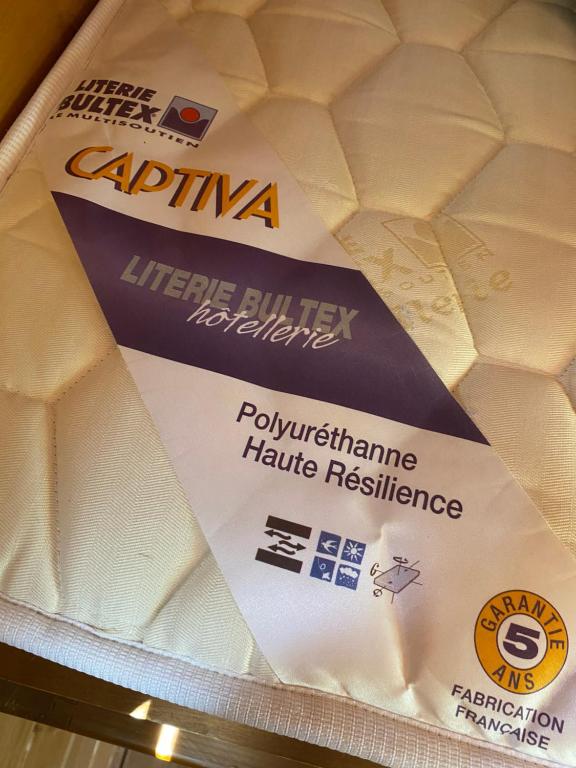 LITERIE
BULTEX
LE MULTISOUTIEN
CAPTIVA
LITERIE BULTEX
hôtellerie
Polyuréthanne
Haute Résilience
GARANTIE
5
ANS
FABRICATION
FRANÇAISE